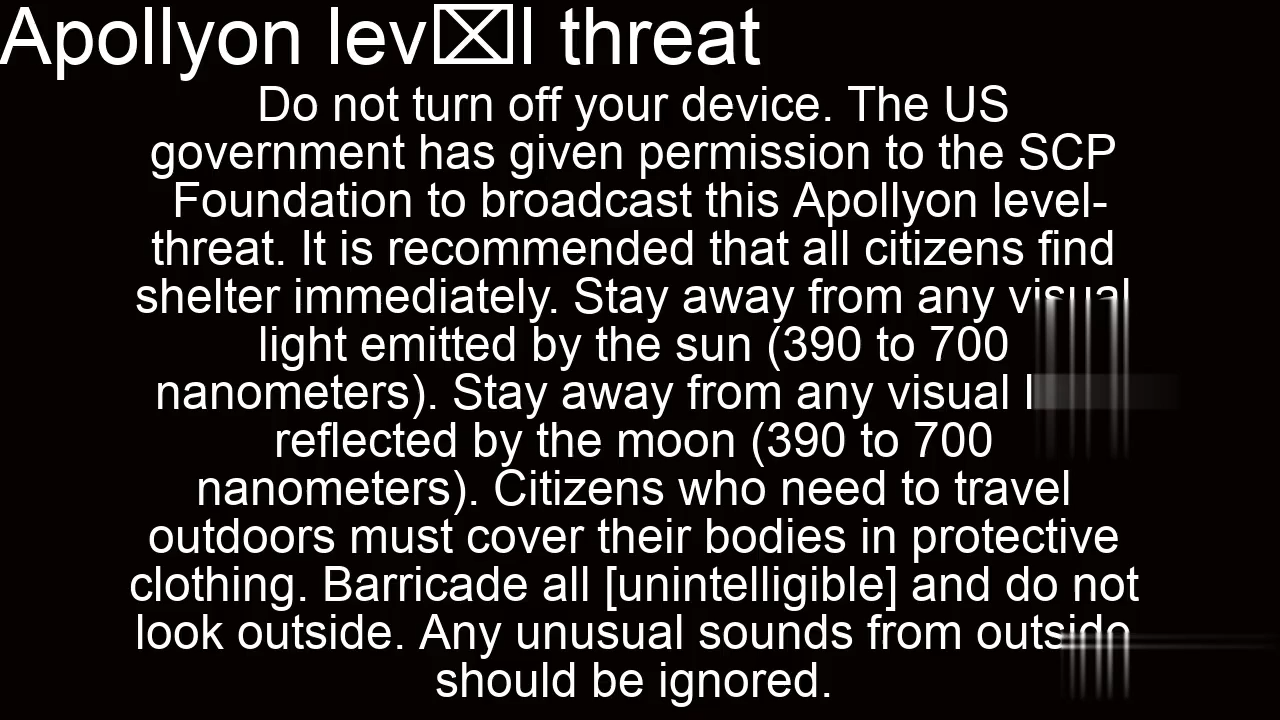 Apollyon lev☒l threat
Do not turn off your device. The US
government has given permission to the SCP
Foundation to broadcast this Apollyon level-
threat. It is recommended that all citizens find
shelter immediately. Stay away from any visual
light emitted by the sun (390 to 700
nanometers). Stay away from any visual
reflected by the moon (390 to 700
nanometers). Citizens who need to travel
outdoors must cover their bodies in protective
clothing. Barricade all [unintelligible] and do not
look outside. Any unusual sounds from outside
should be ignored.